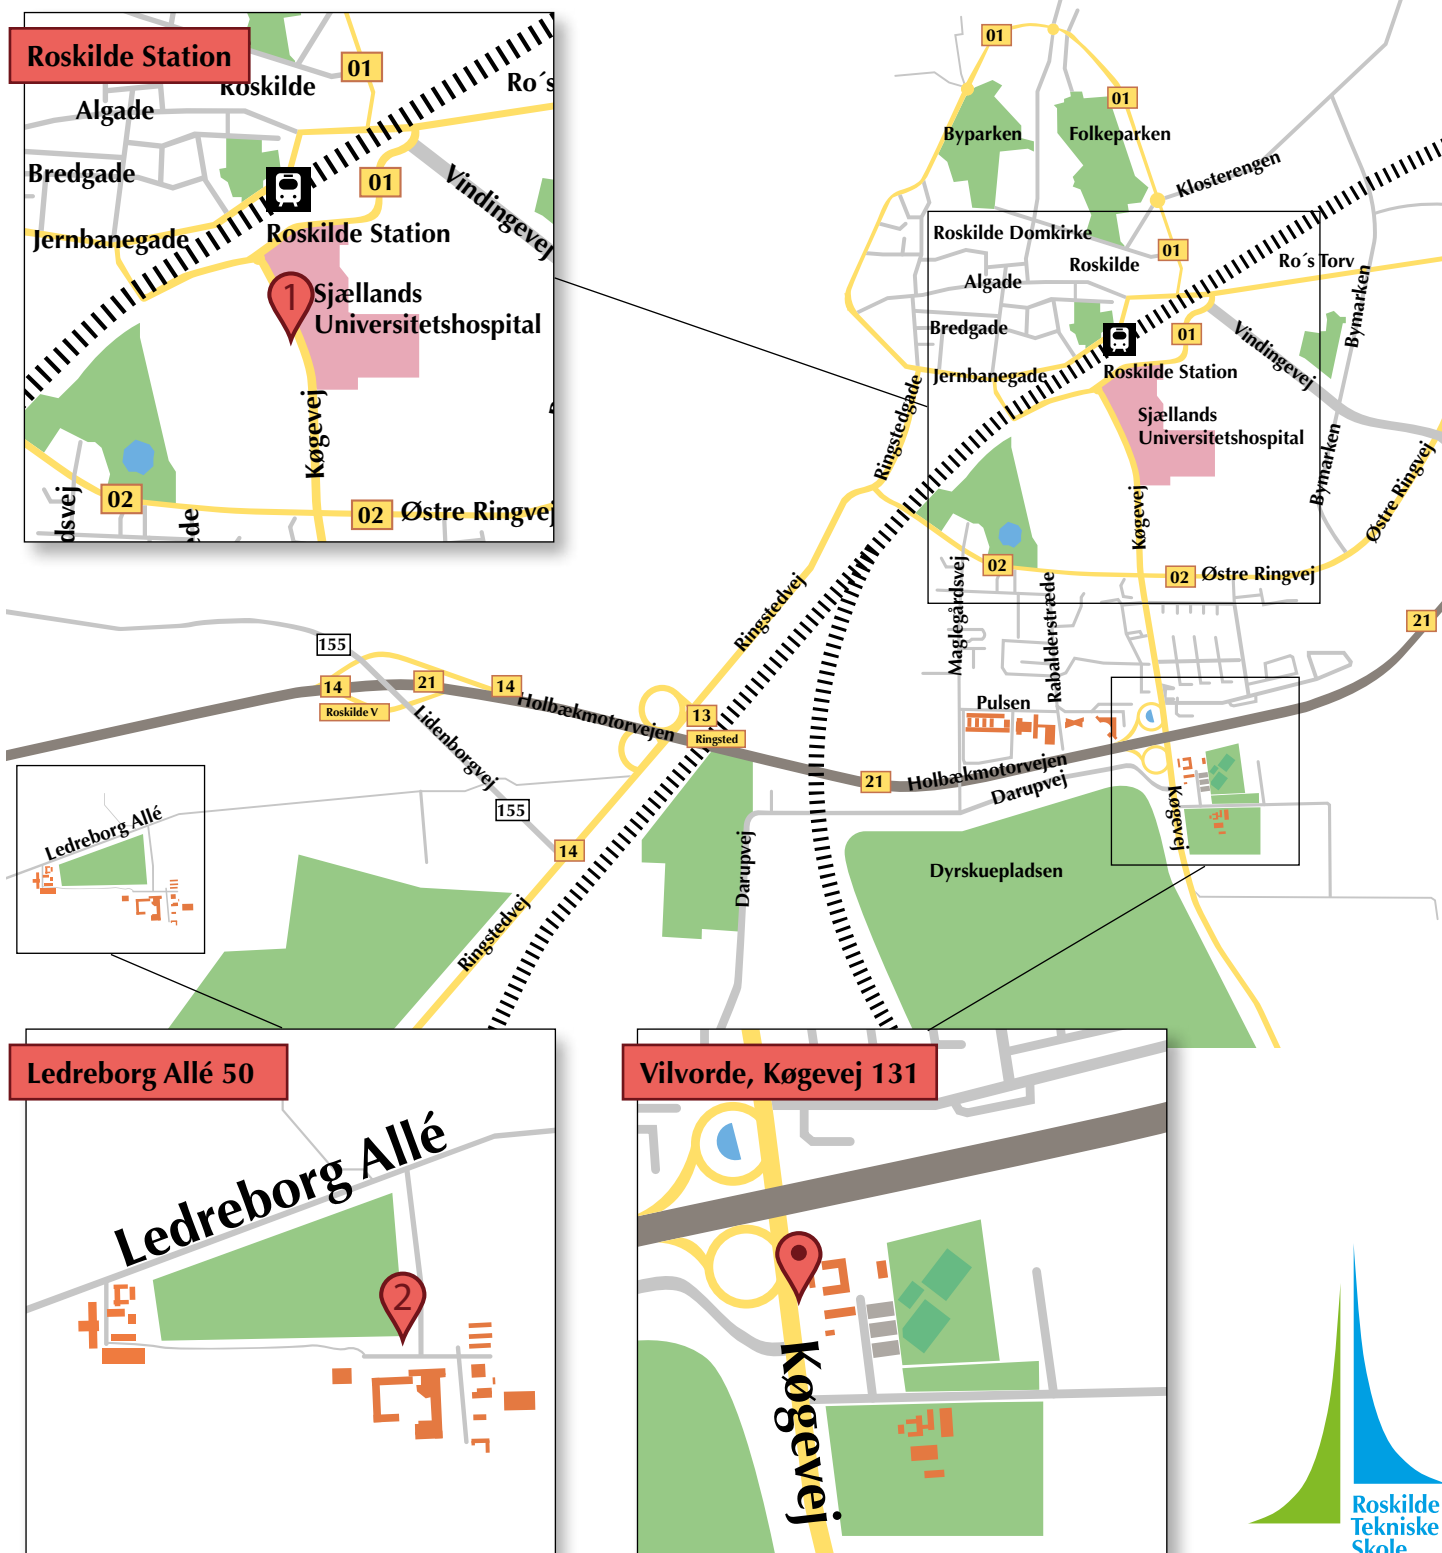 Roskilde Station
Roskilde
01
Ro´s
Algade
Bredgade
01
Vindingevej
Jernbanegade
Roskilde Station
1
Sjællands
Universitetshospital
Køgevej
02
02
Østre Ringvej
dsvej
01
01
Byparken
Folkeparken
Klosterengen
Roskilde Domkirke
01
Roskilde
Ro´s Torv
Algade
Bymarken
Bredgade
01
Vindingevej
Jernbanegade
Roskilde Station
Ringstedgade
Sjællands
Universitetshospital
Bymarken
Østre Ringvej
Køgevej
02
02
Østre Ringvej
Maglegårdsvej
Rabalderstræde
Ringstedvej
21
155
14
21
14
Roskilde V
Holbækmotorvejen
13
Ringsted
Pulsen
Lidenborgvej
155
21
Holbækmotorvejen
Darupvej
Køgevej
14
Ledreborg Allé
Darupvej
Dyrskuepladsen
Ringstedvej
Ledreborg Allé 50
Ledreborg Allé
2
Vilvorde, Køgevej 131
Køgevej
Roskilde
Tekniske
Skole